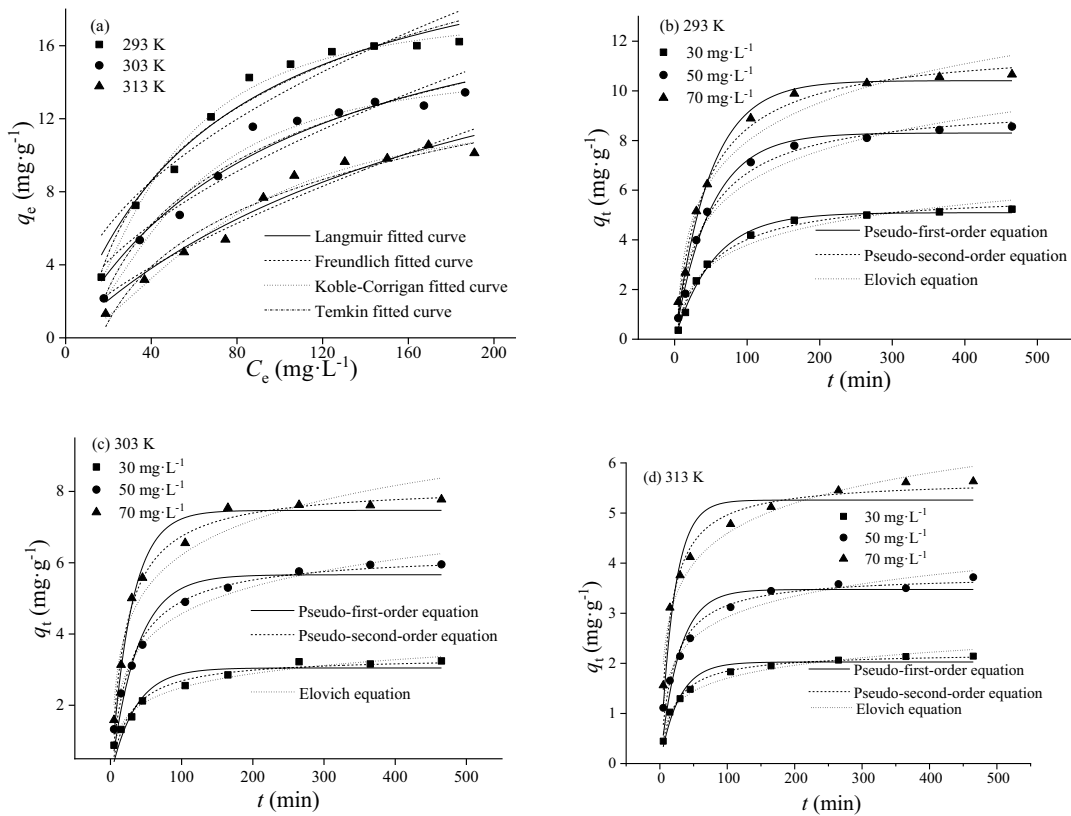 (a)
293 K
303 K
313 K
Langmuir fitted curve
Freundlich fitted curve
Koble-Corrigan fitted curve
Temkin fitted curve
16
12
8
4
0
0 40 80 120 160 200
qe (mg·g-1)
Ce (mg·L-1)
(b) 293 K
30 mg·L-1
50 mg·L-1
70 mg·L-1
Pseudo-first-order equation
Pseudo-second-order equation
Elovich equation
12
10
8
6
4
2
0
0 100 200 300 400 500
qt (mg·g-1)
t (min)
(c) 303 K
30 mg·L-1
50 mg·L-1
70 mg·L-1
Pseudo-first-order equation
Pseudo-second-order equation
Elovich equation
8
6
4
2
0 100 200 300 400 500
qt (mg·g-1)
t (min)
(d) 313 K
30 mg·L-1
50 mg·L-1
70 mg·L-1
Pseudo-first-order equation
Pseudo-second-order equation
Elovich equation
6
5
4
3
2
1
0
0 100 200 300 400 500
qt (mg·g-1)
t (min)